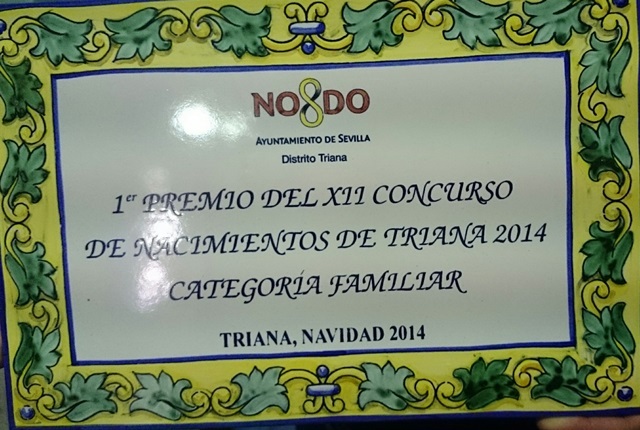 NO8DO
AYUNTAMIENTO DE SEVILLA
Distrito Triana
1er PREMIO DEL XII CONCURSO
DE NACIMIENTOS DE TRIANA 2014
CATEGORÍA FAMILIAR
TRIANA, NAVIDAD 2014